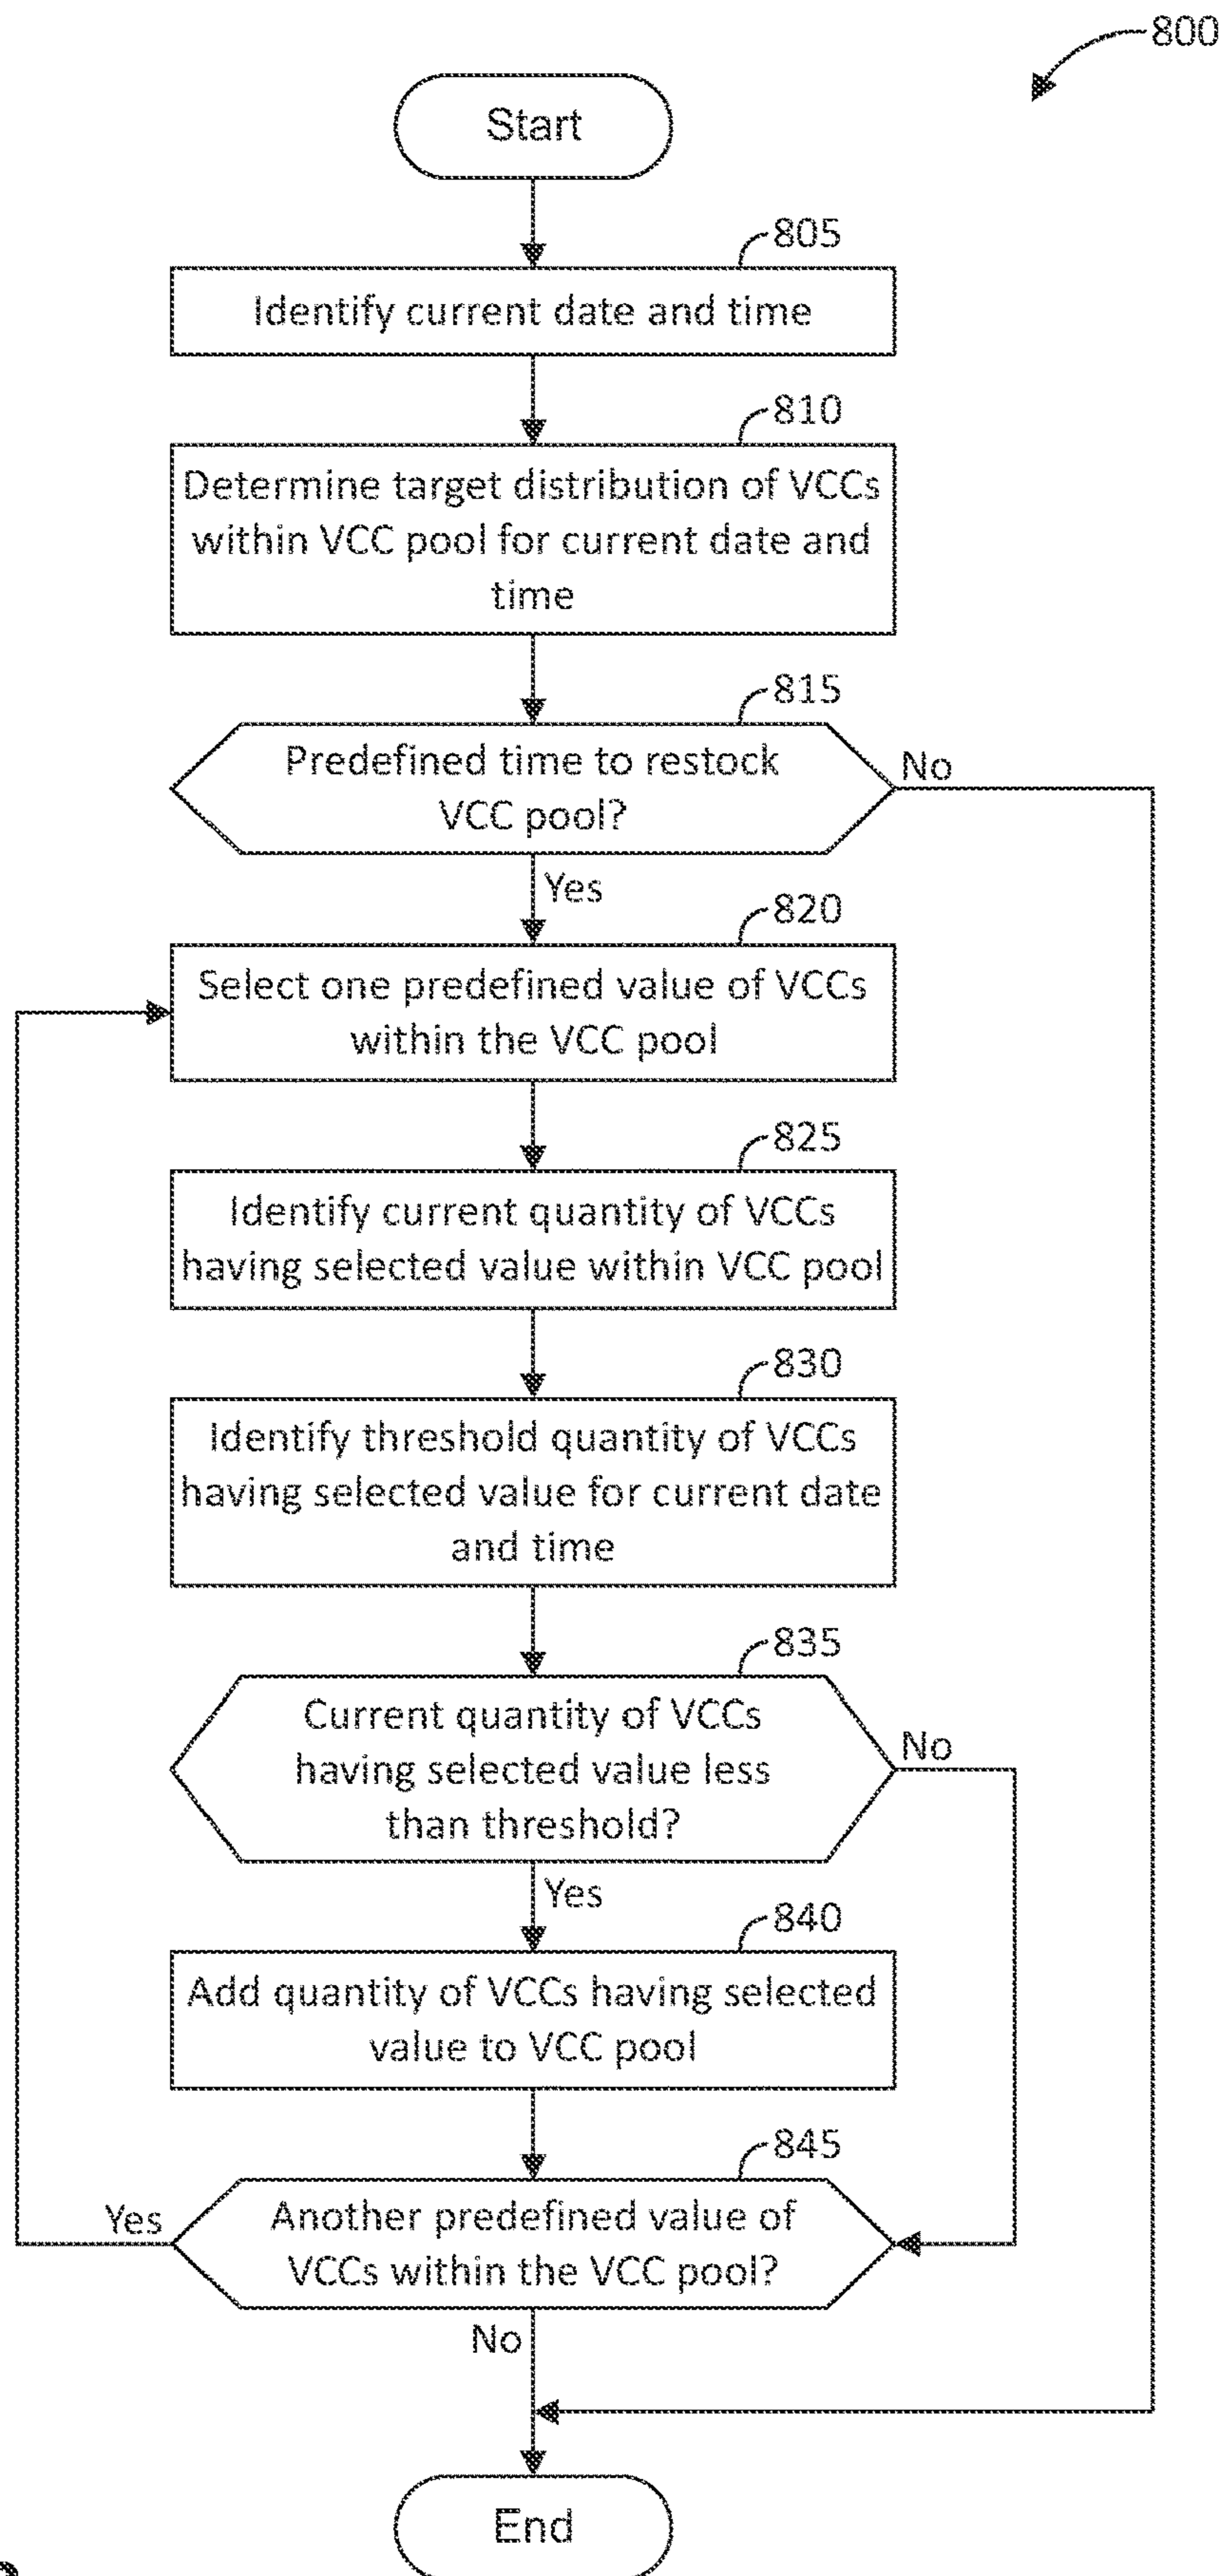 800
Start
805
Identify current date and time
810
Determine target distribution of VCCs
within VCC pool for current date and
time
815
Predefined time to restock
VCC pool?
No
Yes
820
Select one predefined value of VCCs
within the VCC pool
825
Identify current quantity of VCCs
having selected value within VCC pool
830
Identify threshold quantity of VCCs
having selected value for current date
and time
835
Current quantity of VCCs
having selected value less
than threshold?
No
Yes
840
Add quantity of VCCs having selected
value to VCC pool
845
Another predefined value of
VCCs within the VCC pool?
Yes
No
End